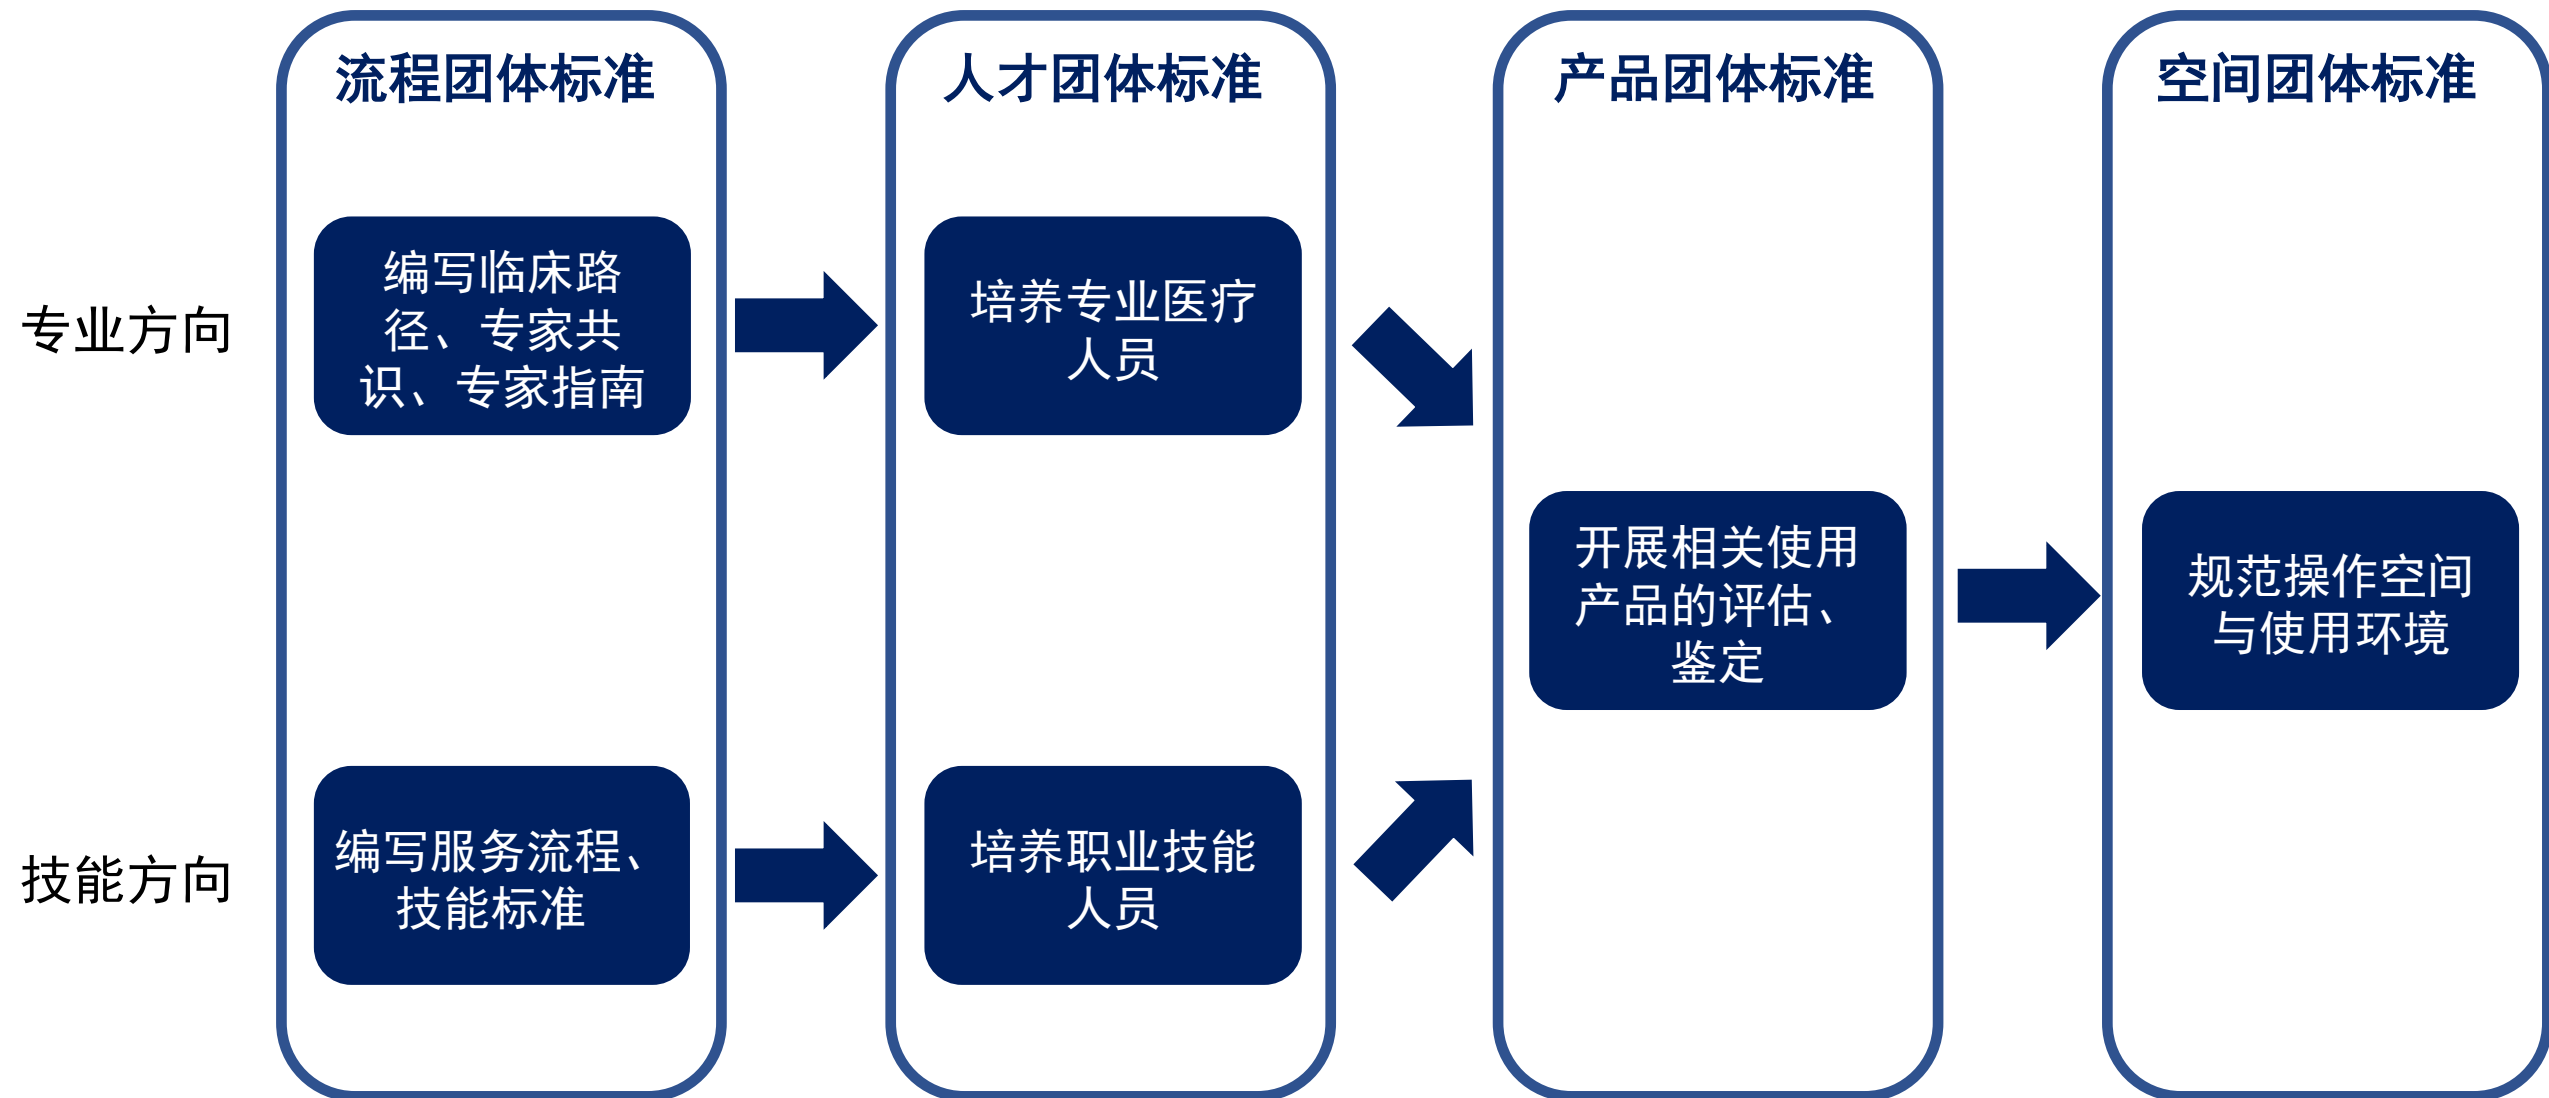 流程团体标准
人才团体标准
产品团体标准
空间团体标准
专业方向
编写临床路
径、专家共
识、专家指南
培养专业医疗
人员
开展相关使用
产品的评估、
鉴定
规范操作空间
与使用环境
技能方向
编写服务流程、
技能标准
培养职业技能
人员